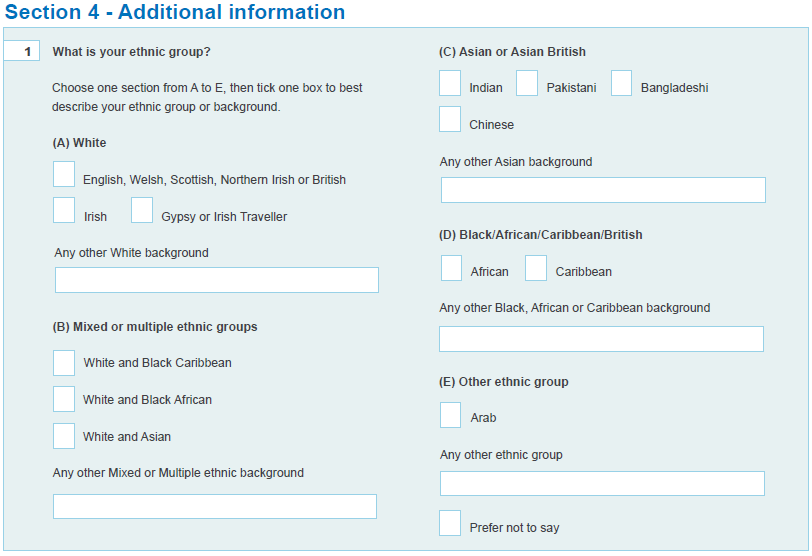 Section 4 - Additional information
1 What is your ethnic group?
Choose one section from A to E, then tick one box to best
describe your ethnic group or background.
(A) White
English, Welsh, Scottish, Northern Irish or British
Irish Gypsy or Irish Traveller
Any other White background
(B) Mixed or multiple ethnic groups
White and Black Caribbean
White and Black African
White and Asian
Any other Mixed or Multiple ethnic background
(C) Asian or Asian British
Indian Pakistani Bangladeshi
Chinese
Any other Asian background
(D) Black/African/Caribbean/British
African Caribbean
Any other Black, African or Caribbean background
(E) Other ethnic group
Arab
Any other ethnic group
Prefer not to say